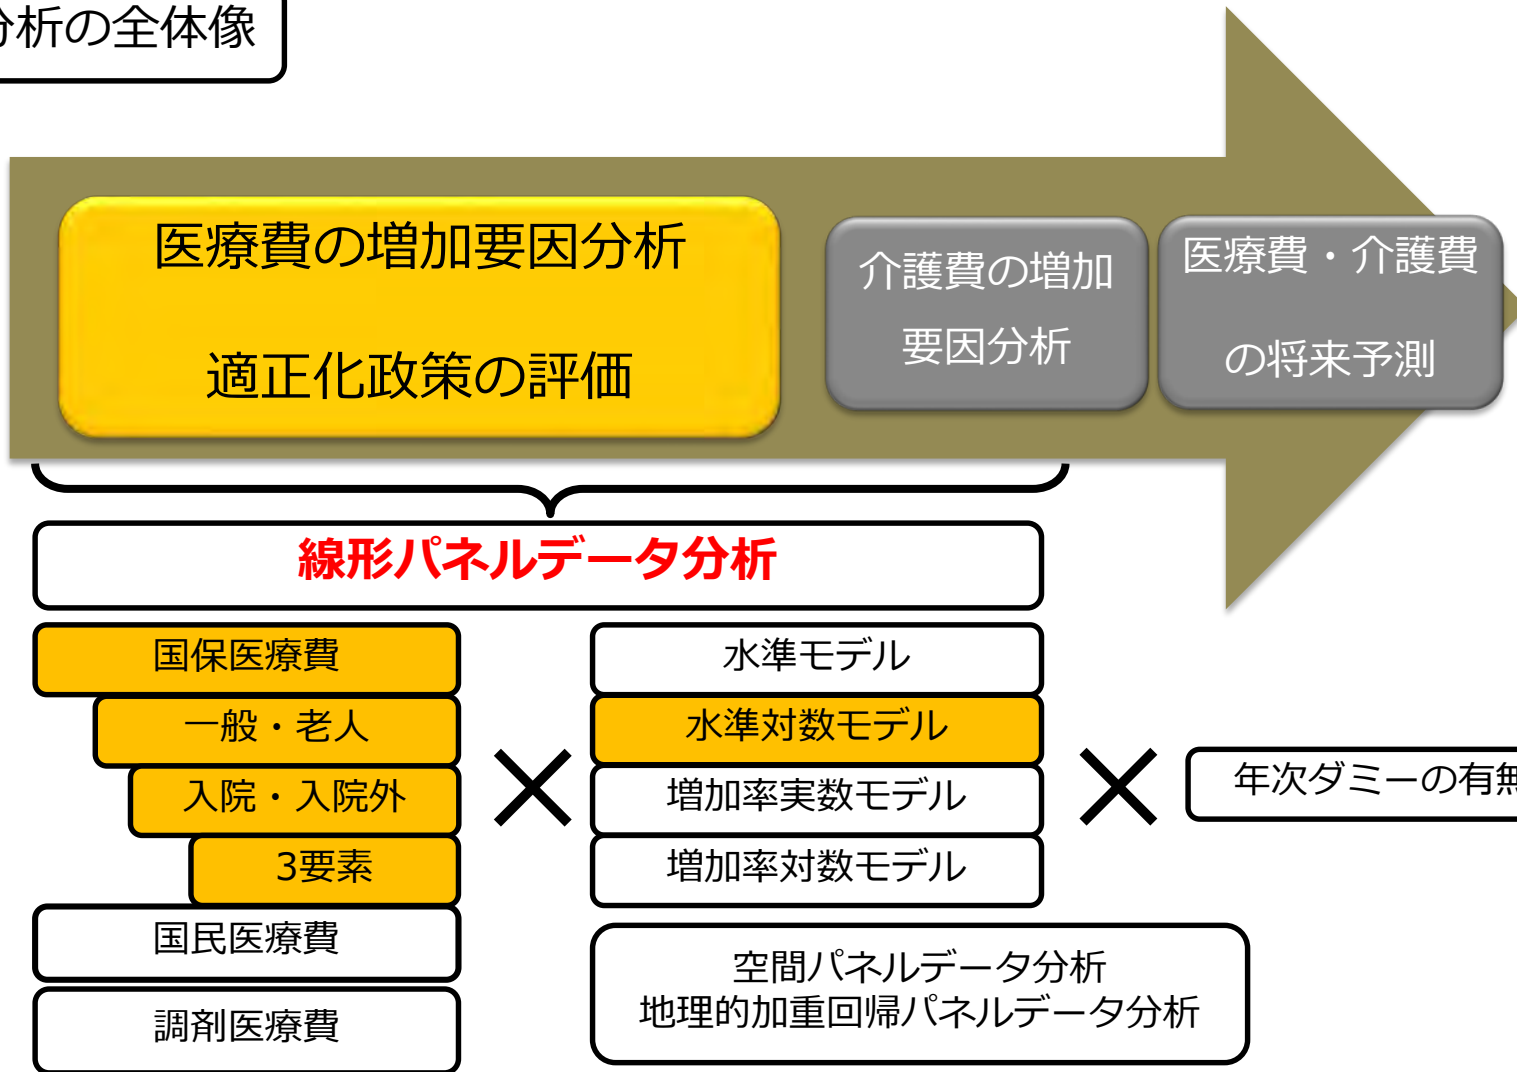 分析の全体像
医療費の増加要因分析
適正化政策の評価
介護費の増加
要因分析
医療費・介護費
の将来予測
線形パネルデータ分析
国保医療費
一般・老人
入院・入院外
3要素
国民医療費
調剤医療費
水準モデル
水準対数モデル
増加率実数モデル
増加率対数モデル
年次ダミーの有無
空間パネルデータ分析
地理的加重回帰パネルデータ分析